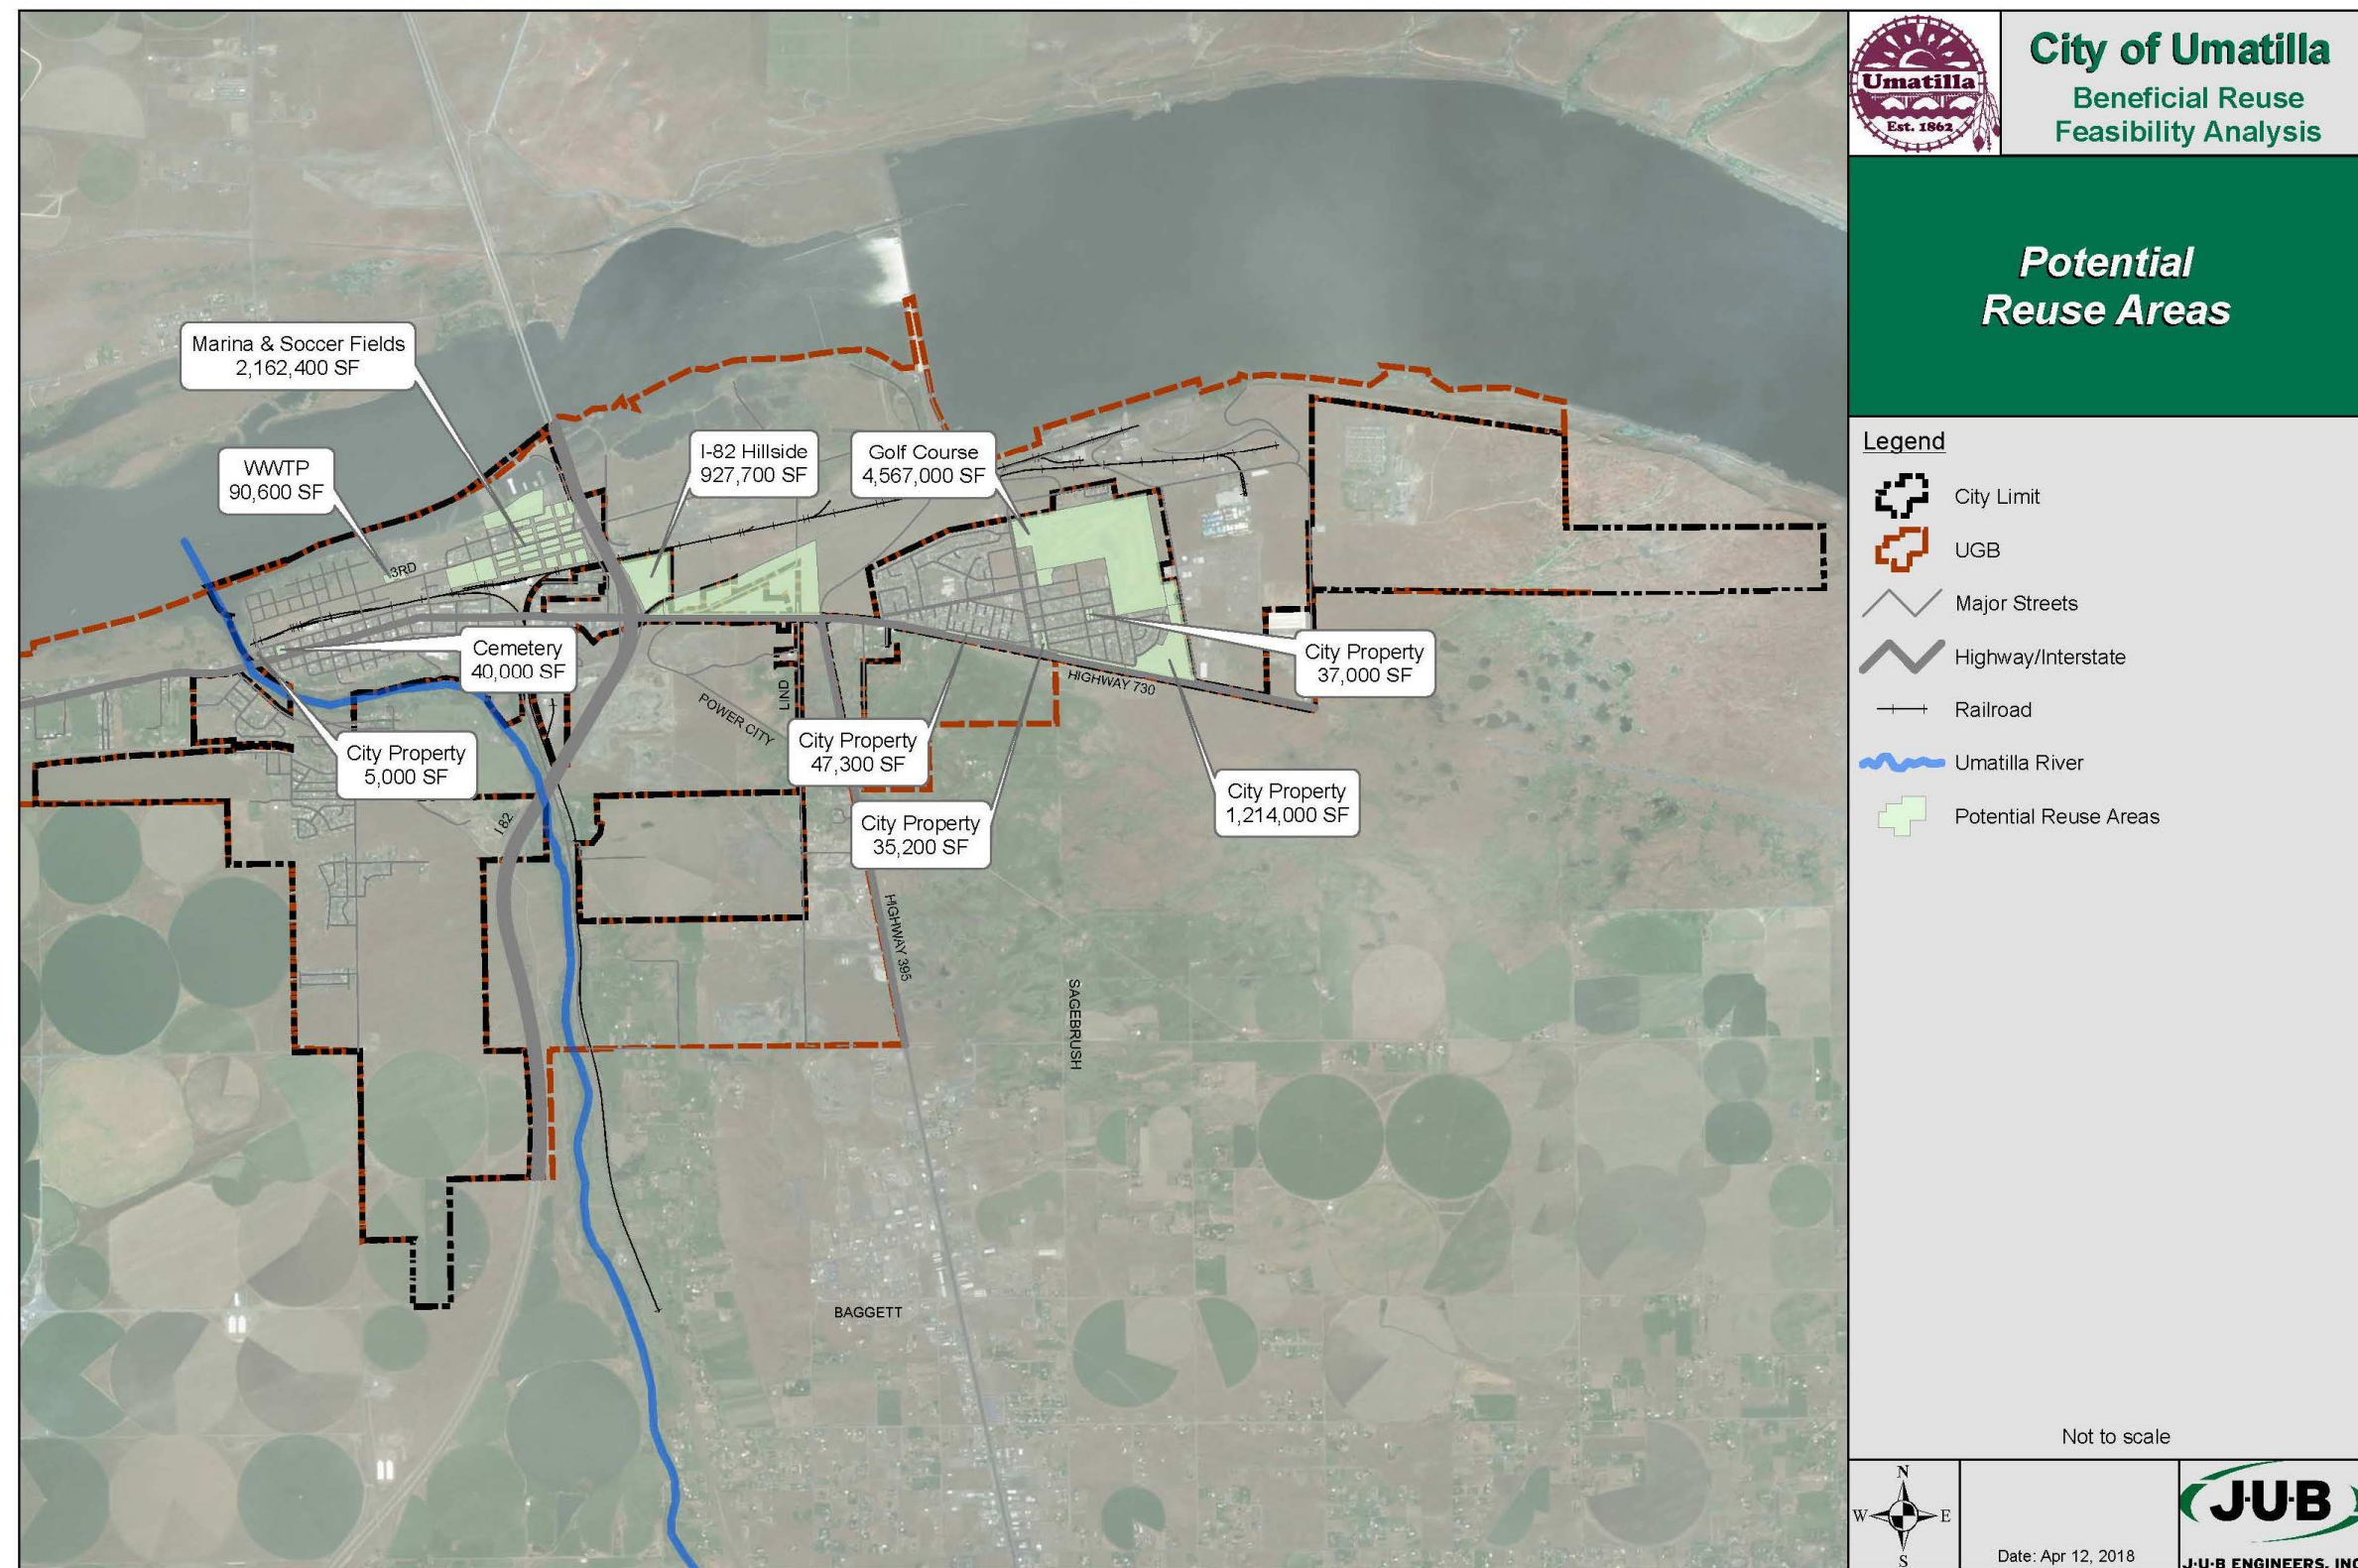 City of Umatilla
Beneficial Reuse
Feasibility Analysis
Umatilla
Est. 1862
Potential
Reuse Areas
Legend
City Limit
UGB
Major Streets
Highway/Interstate
Railroad
Umatilla River
Potential Reuse Areas
Not to scale
N
W
E
S
Date: Apr 12, 2018
J·U·B
J·U·B ENGINEERS, INC
Marina & Soccer Fields
2,162,400 SF
WWTP
90,600 SF
I-82 Hillside
927,700 SF
Golf Course
4,567,000 SF
3RD
Cemetery
40,000 SF
City Property
37,000 SF
HIGHWAY 730
LIND
POWER CITY
City Property
5,000 SF
City Property
47,300 SF
City Property
1,214,000 SF
City Property
35,200 SF
I 82
HIGHWAY 395
SAGEBRUSH
BAGGETT